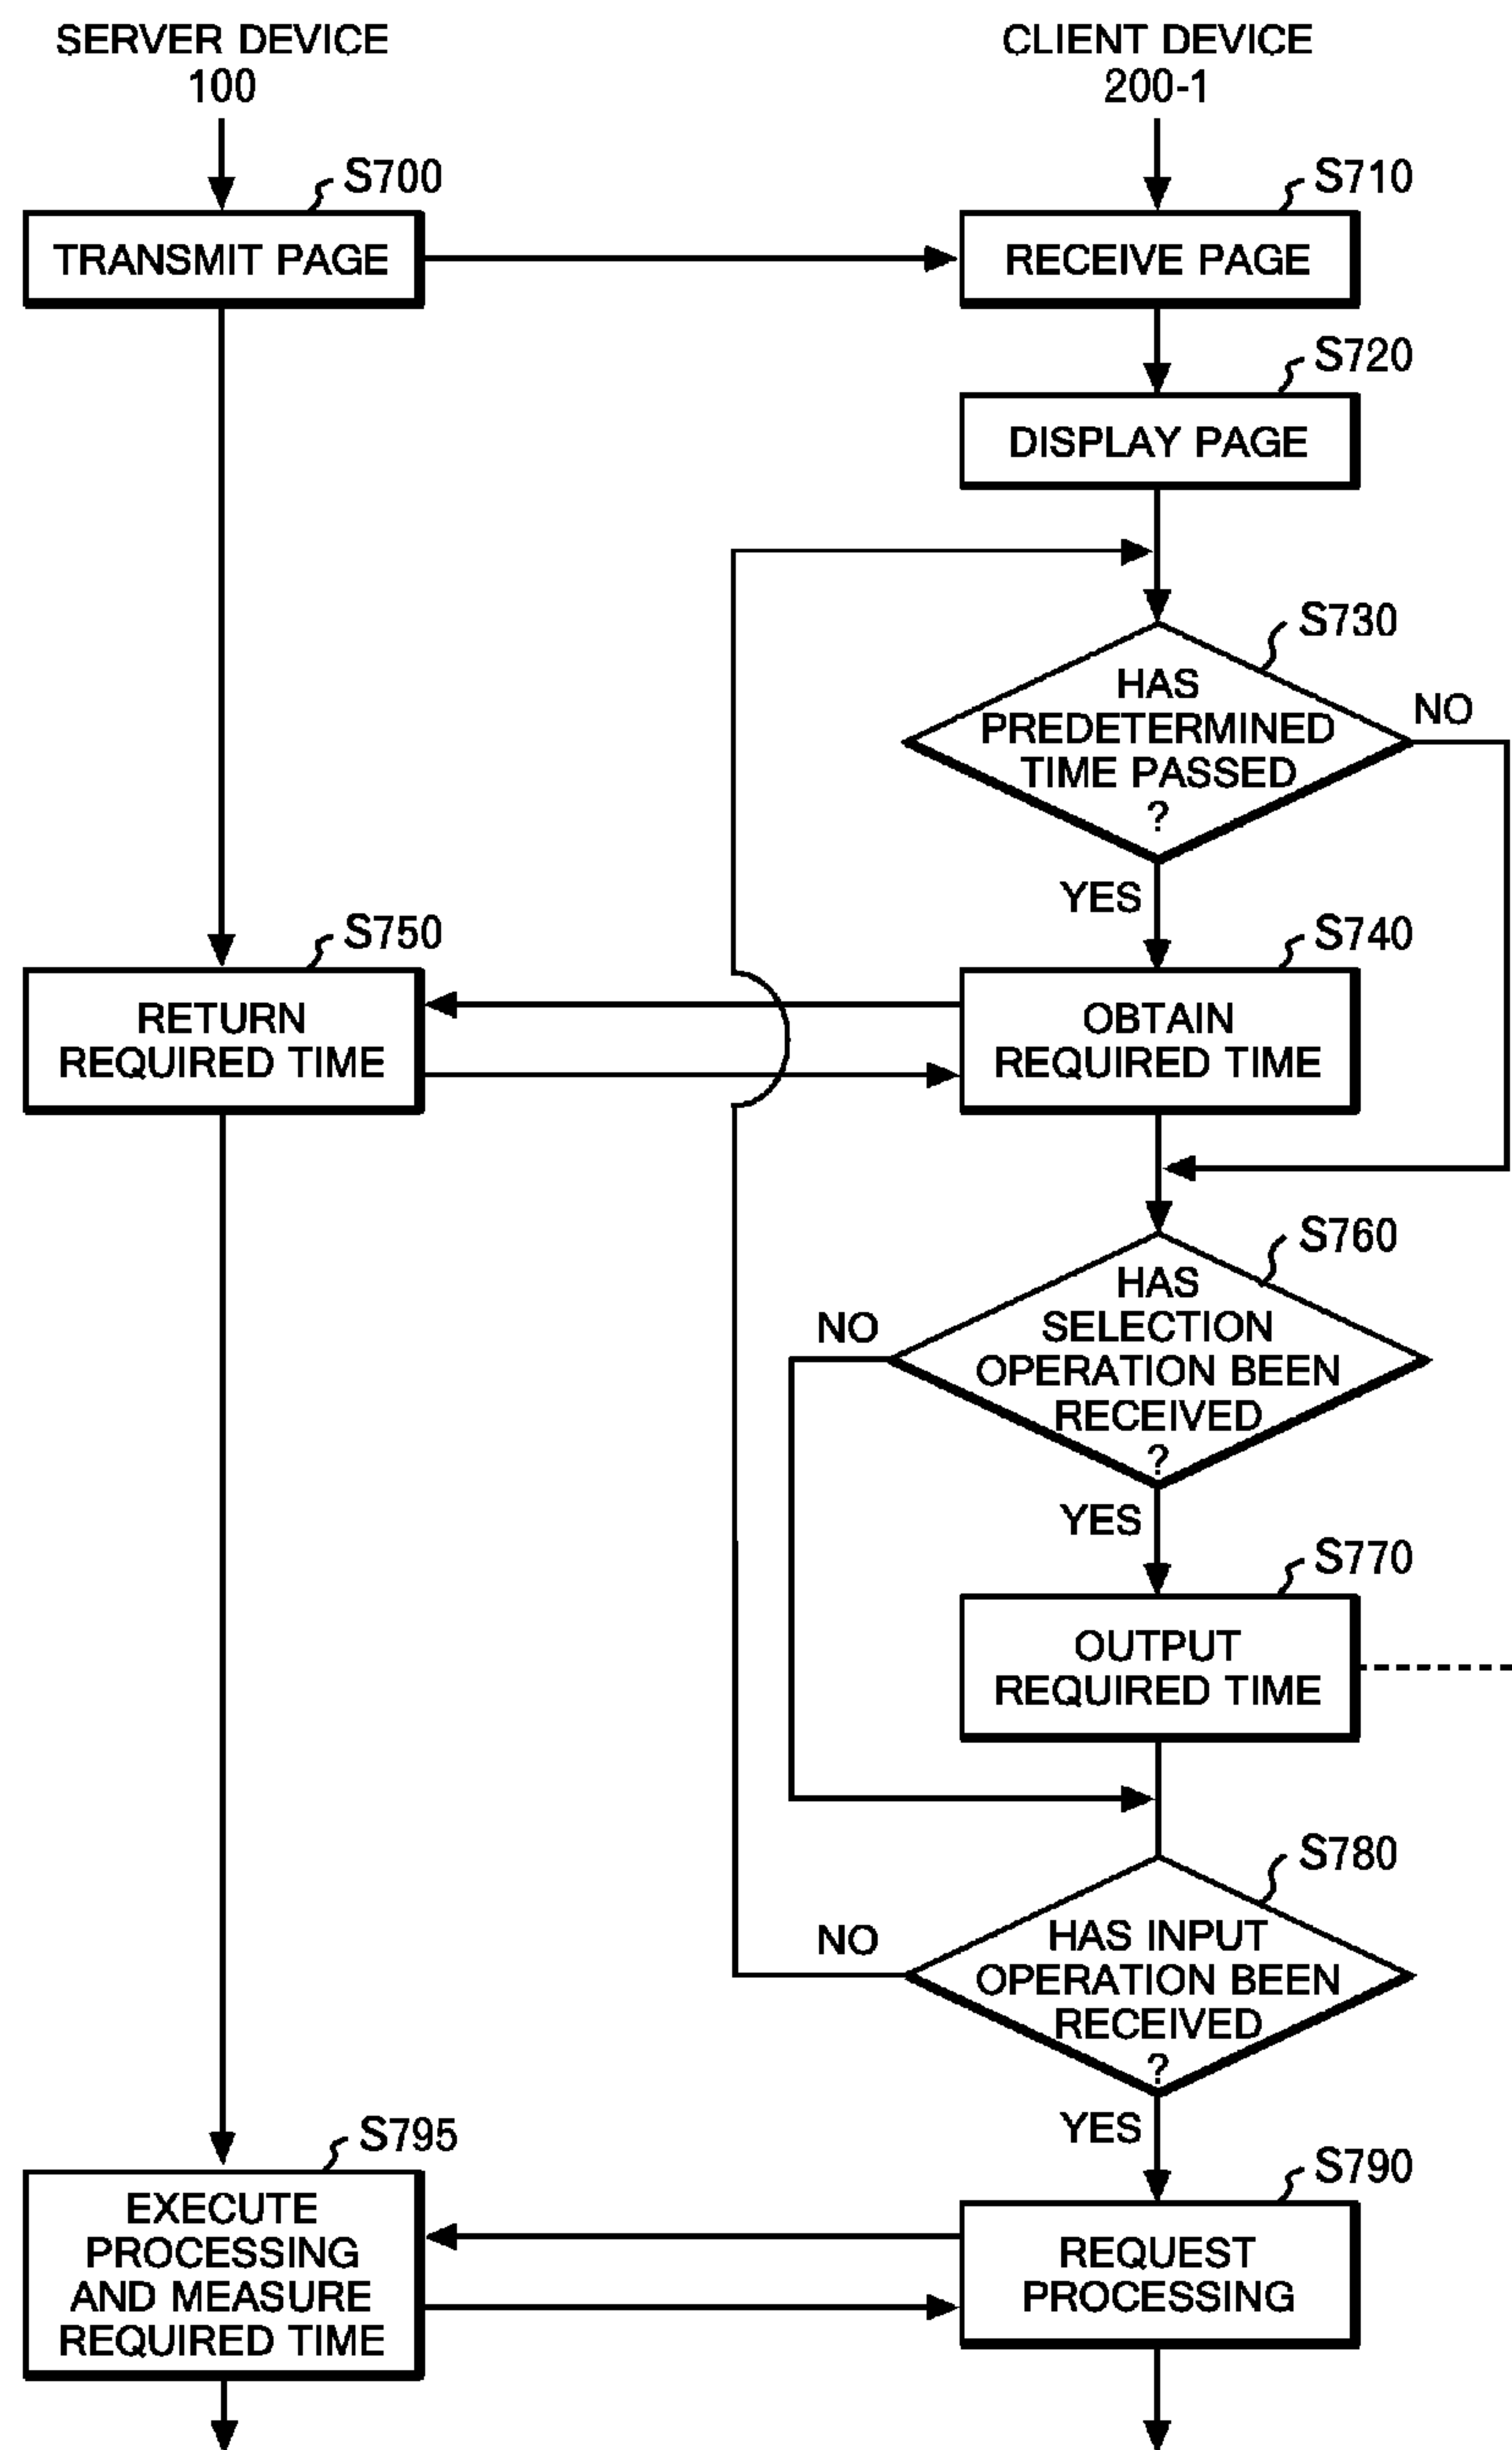 SERVER DEVICE
100
CLIENT DEVICE
200-1
S700
TRANSMIT PAGE
S710
RECEIVE PAGE
S720
DISPLAY PAGE
S730
HAS
PREDETERMINED
TIME PASSED
?
NO
YES
S750
RETURN
REQUIRED TIME
S740
OBTAIN
REQUIRED TIME
S760
HAS
SELECTION
OPERATION BEEN
RECEIVED
?
NO
YES
S770
OUTPUT
REQUIRED TIME
S780
HAS INPUT
OPERATION BEEN
RECEIVED
?
NO
YES
S795
EXECUTE
PROCESSING
AND MEASURE
REQUIRED TIME
S790
REQUEST
PROCESSING